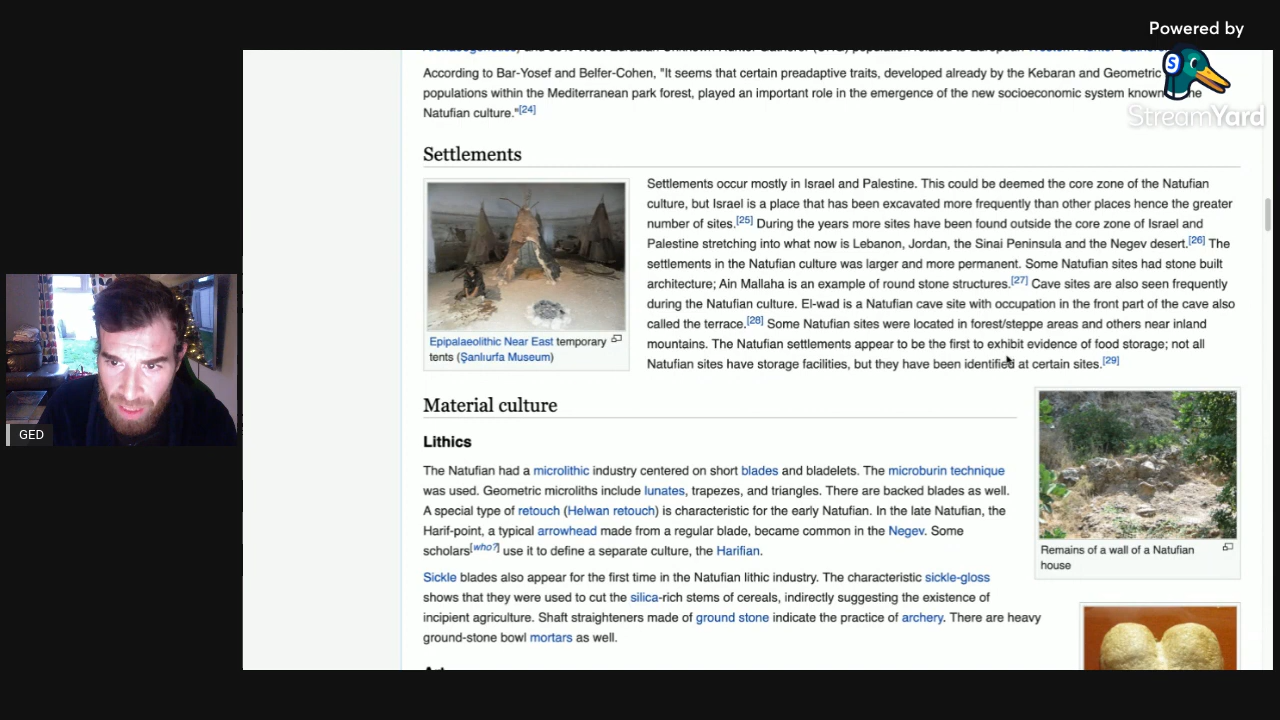 Powered by
According to Bar-Yosef and Belfer-Cohen, "It seems that certain preadaptive traits, developed already by the Kebaran and Geometric
populations within the Mediterranean park forest, played an important role in the emergence of the new socioeconomic system known the
Natufian culture."[24]
StreamYard
Settlements
Settlements occur mostly in Israel and Palestine. This could be deemed the core zone of the Natufian
culture, but Israel is a place that has been excavated more frequently than other places hence the greater
number of sites.[25] During the years more sites have been found outside the core zone of Israel and
Palestine stretching into what now is Lebanon, Jordan, the Sinai Peninsula and the Negev desert.[26] The
settlements in the Natufian culture was larger and more permanent. Some Natufian sites had stone built
architecture; Ain Mallaha is an example of round stone structures.[27] Cave sites are also seen frequently
during the Natufian culture. El-wad is a Natufian cave site with occupation in the front part of the cave also
called the terrace.[28] Some Natufian sites were located in forest/steppe areas and others near inland
mountains. The Natufian settlements appear to be the first to exhibit evidence of food storage; not all
Natufian sites have storage facilities, but they have been identified at certain sites.[29]
Epipalaeolithic Near East temporary
tents (Şanlıurfa Museum)
Material culture
Lithics
The Natufian had a microlithic industry centered on short blades and bladelets. The microburin technique
was used. Geometric microliths include lunates, trapezes, and triangles. There are backed blades as well.
A special type of retouch (Helwan retouch) is characteristic for the early Natufian. In the late Natufian, the
Harif-point, a typical arrowhead made from a regular blade, became common in the Negev. Some
scholars[who?] use it to define a separate culture, the Harifian.
Remains of a wall of a Natufian
house
Sickle blades also appear for the first time in the Natufian lithic industry. The characteristic sickle-gloss
shows that they were used to cut the silica-rich stems of cereals, indirectly suggesting the existence of
incipient agriculture. Shaft straighteners made of ground stone indicate the practice of archery. There are heavy
ground-stone bowl mortars as well.
GED
S